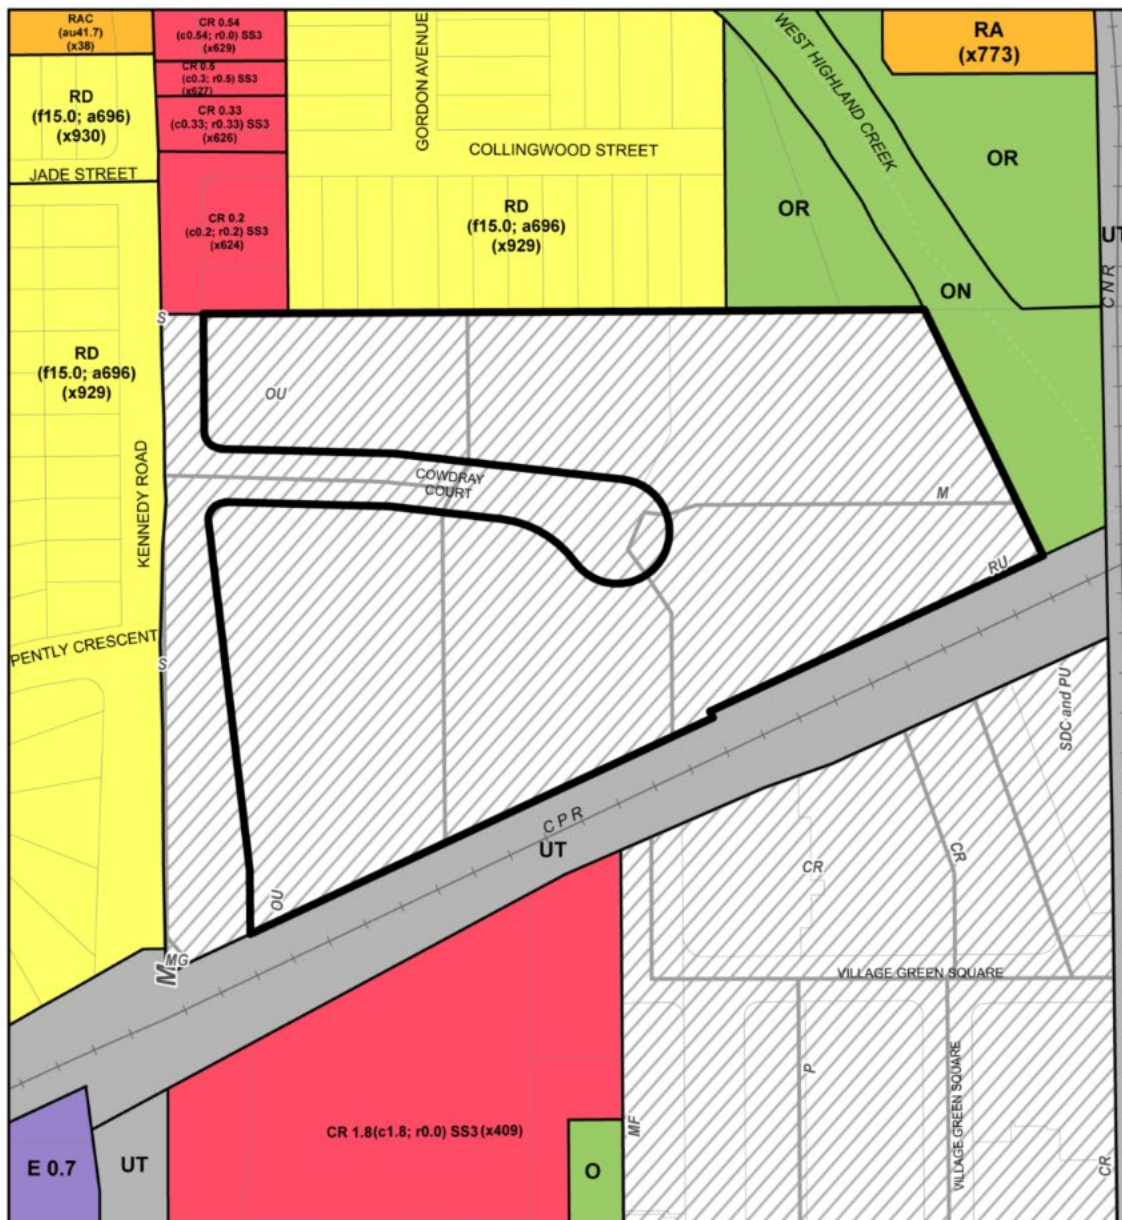 RAC
(au41.7)
(x38)
CR 0.54
(c0.54; r0.0) SS3
(x629)
CR 0.5
(c0.3; r0.5) SS3
(x627)
CR 0.33
(c0.33; r0.33) SS3
(x626)
RD
(f15.0; a696)
(x930)
JADE STREET
GORDON AVENUE
COLLINGWOOD STREET
WEST HIGHLAND CREEK
RA
(x773)
OR
OR
CR 0.2
(c0.2; r0.2) SS3
(x624)
RD
(f15.0; a696)
(x929)
UT
CNR
ON
S
RD
(f15.0; a696)
(x929)
OU
KENNEDY ROAD
COWDRAY
COURT
M
RU
PENTLY CRESCENT
S
SDC and PU
CPR
UT
CR
CR
OU
MG
M
VILLAGE GREEN SQUARE
P
VILLAGE GREEN SQUARE
MF
CR 1.8(c1.8; r0.0) SS3(x409)
E 0.7
UT
O
CR